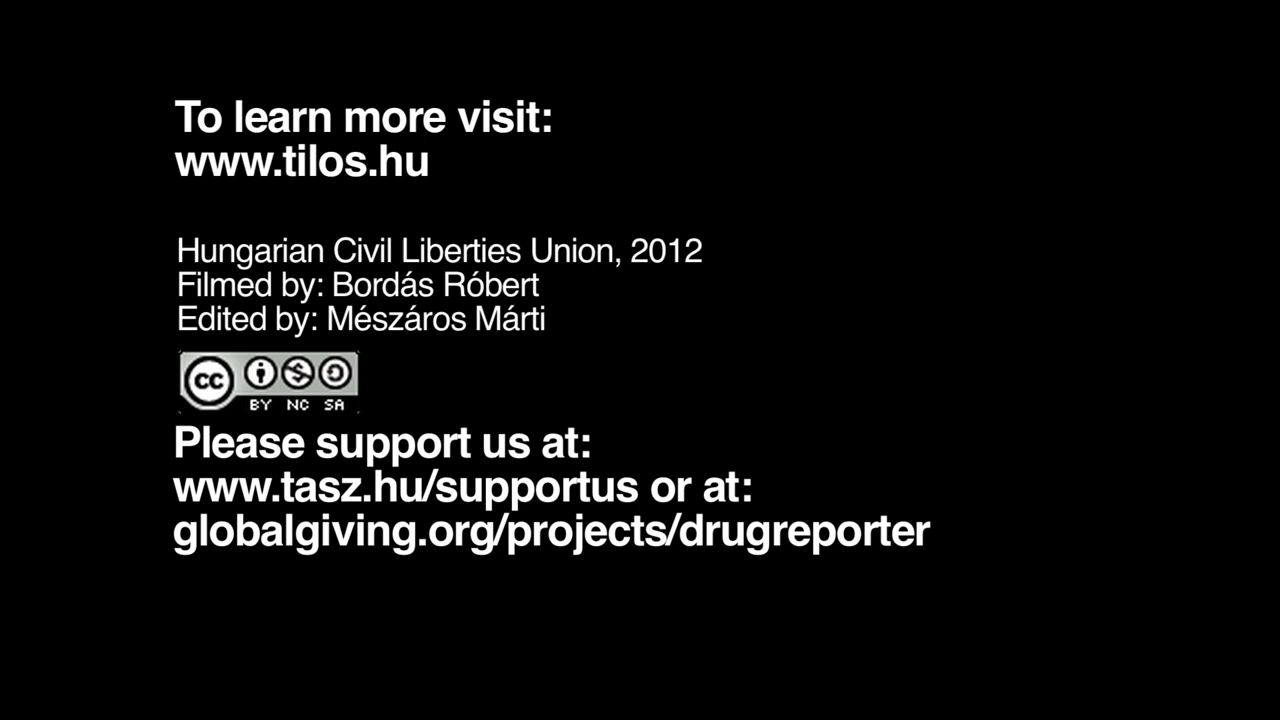 To learn more visit:
www.tilos.hu
Hungarian Civil Liberties Union, 2012
Filmed by: Bordás Róbert
Edited by: Mészáros Márti
cc
BY NC SA
Please support us at:
www.tasz.hu/supportus or at:
globalgiving.org/projects/drugreporter